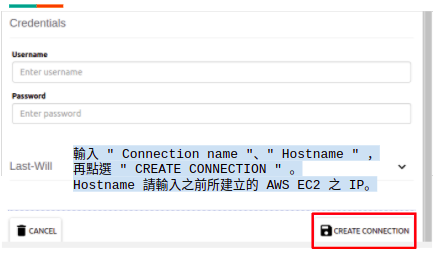 Credentials
Username
Enter username
Password
Enter password
輸入 " Connection name "、" Hostname " ，
再點選 " CREATE CONNECTION " 。
Last-Will
Hostname 請輸入之前所建立的 AWS EC2 之 IP。
CANCEL
CREATE CONNECTION